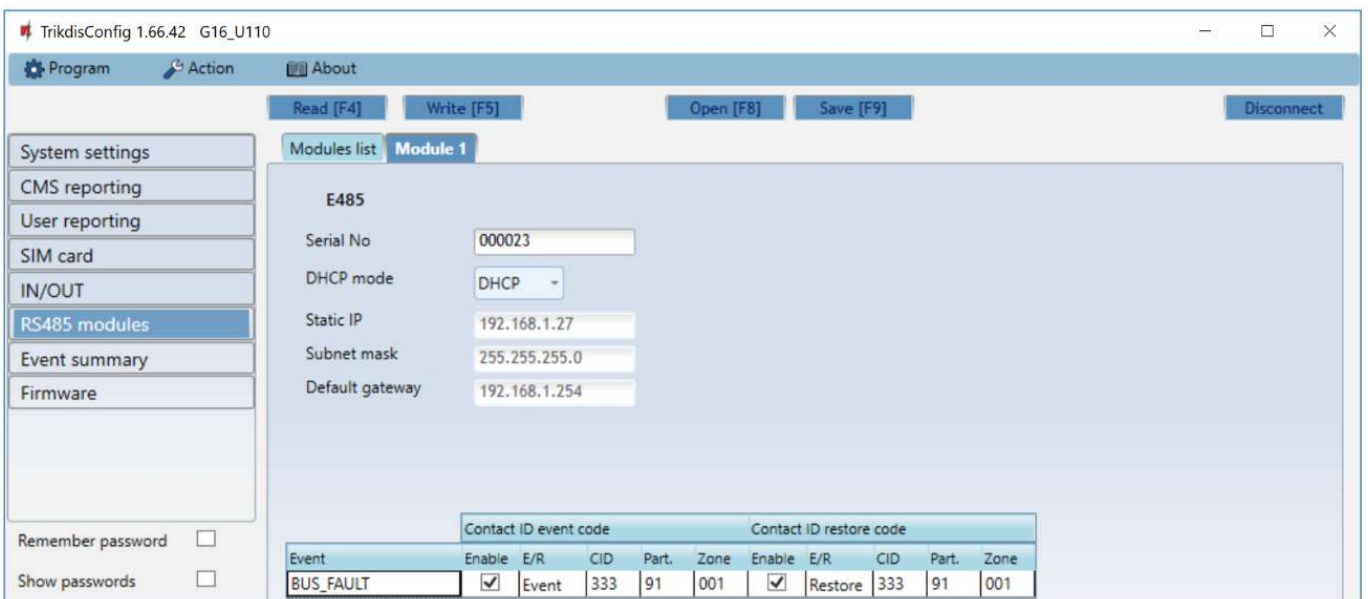 TrikdisConfig 1.66.42 G16_U110
Program Action About
Read [F4] Write [F5] Open [F8] Save [F9] Disconnect
System settings
CMS reporting
User reporting
SIM card
IN/OUT
RS485 modules
Event summary
Firmware
Remember password
Show passwords
Modules list Module 1
E485
Serial No 000023
DHCP mode DHCP
Static IP 192.168.1.27
Subnet mask 255.255.255.0
Default gateway 192.168.1.254
Contact ID event code Contact ID restore code
Event Enable E/R CID Part. Zone Enable E/R CID Part. Zone
BUS_FAULT Event 333 91 001 Restore 333 91 001